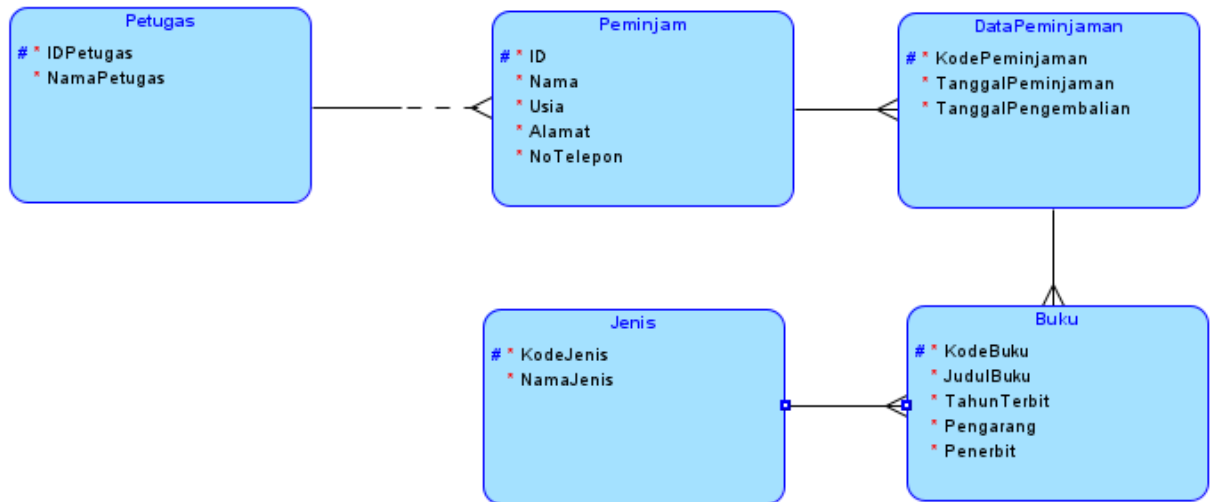 Petugas
# * IDPetugas
* NamaPetugas
Peminjam
# * ID
* Nama
* Usia
* Alamat
* NoTelepon
DataPeminjaman
# * KodePeminjaman
* TanggalPeminjaman
* TanggalPengembalian
Jenis
# * KodeJenis
* NamaJenis
Buku
# * KodeBuku
* JudulBuku
* TahunTerbit
* Pengarang
* Penerbit